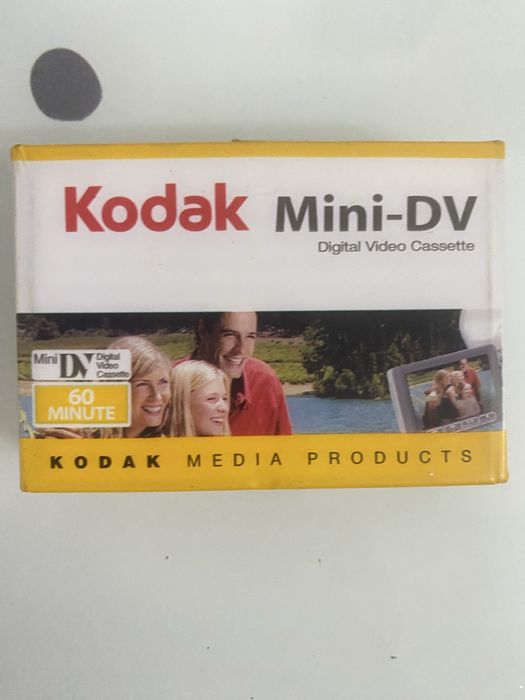 Kodak Mini-DV
Digital Video Cassette
Mini DV Digital
Video
Cassette
60
MINUTE
KODAK MEDIA PRODUCTS